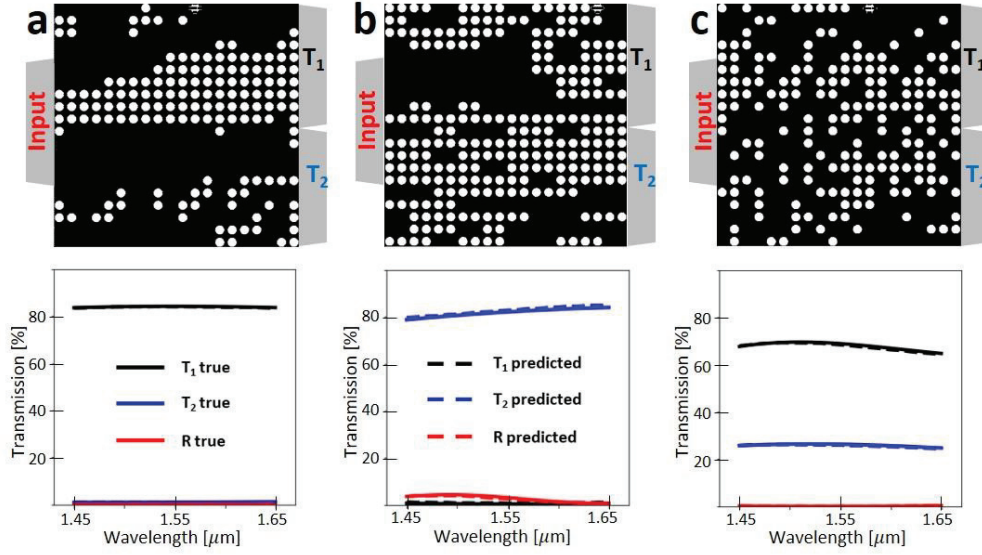 a
b
c
Input
T1
T2
Input
T1
T2
Input
T1
T2
Transmission [%]
80
60
40
20
T1 true
T2 true
R true
1.45
1.55
1.65
Wavelength [μm]
Transmission [%]
80
60
40
20
T1 predicted
T2 predicted
R predicted
1.45
1.55
1.65
Wavelength [μm]
Transmission [%]
80
60
40
20
1.45
1.55
1.65
Wavelength [μm]